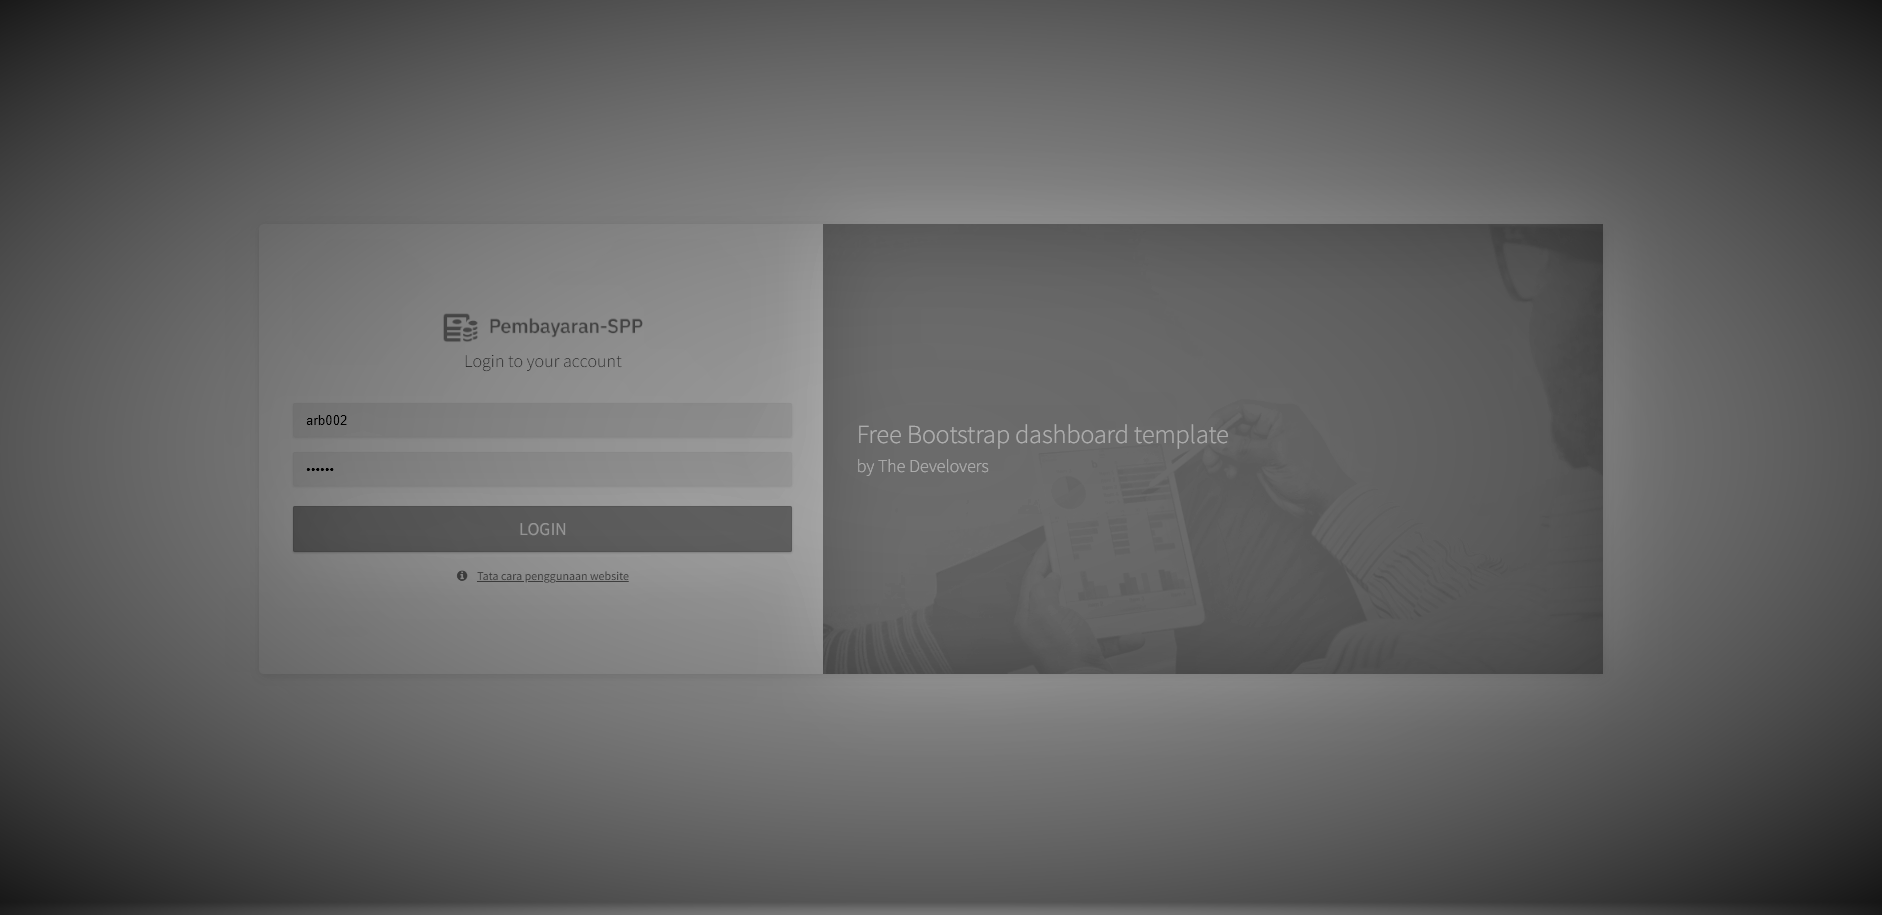 Pembayaran-SPP
Login to your account
arb002
••••••
LOGIN
Tata cara penggunaan website
Free Bootstrap dashboard template
by The Develovers